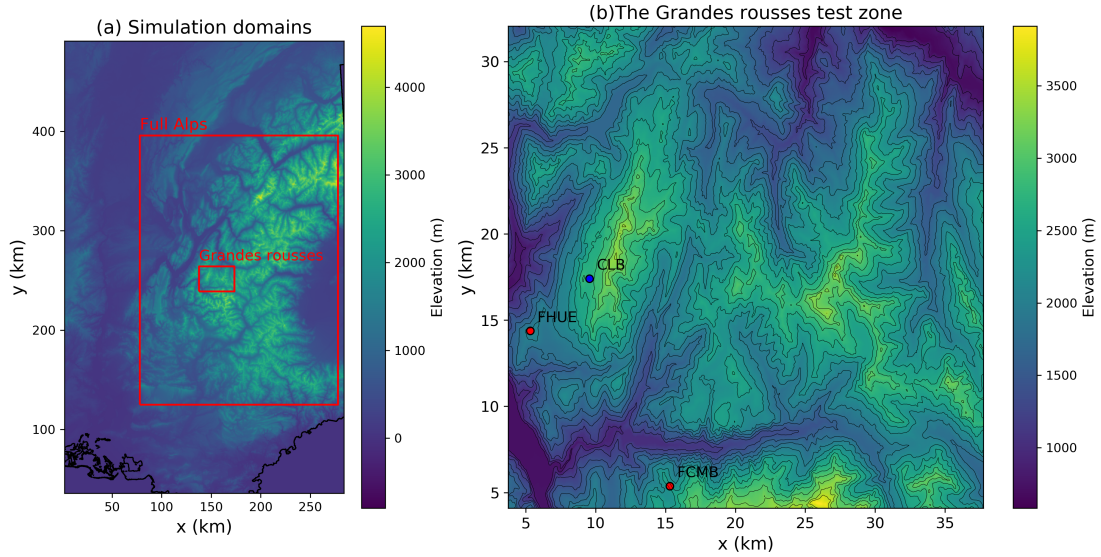 (a) Simulation domains
Full Alps
Grandes rousses
400
300
200
100
y (km)
50 100 150 200 250
x (km)
4000
3000
2000
1000
0
Elevation (m)
(b)The Grandes rousses test zone
CLB
FHUE
FCMB
30
25
20
15
10
5
y (km)
5 10 15 20 25 30 35
x (km)
3500
3000
2500
2000
1500
1000
Elevation (m)